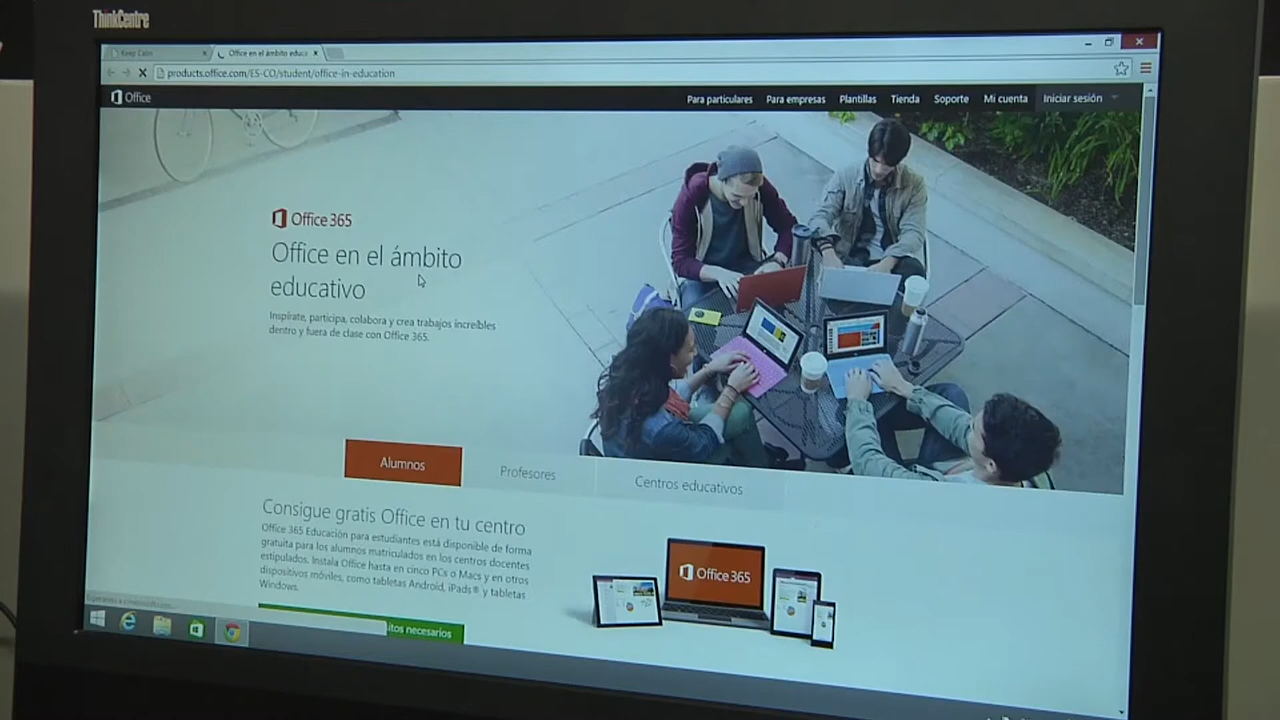 ThinkCentre
Keep Calm
Office en el ámbito educa
products.office.com/ES-CO/student/office-in-education
Office
Para particulares
Para empresas
Plantillas
Tienda
Soporte
Mi cuenta
Iniciar sesión
Office 365
Office en el ámbito
educativo
Inspírate, participa, colabora y crea trabajos increíbles
dentro y fuera de clase con Office 365.
Alumnos
Profesores
Centros educativos
Consigue gratis Office en tu centro
Office 365 Educación para estudiantes está disponible de forma
gratuita para los alumnos matriculados en los centros docentes
estipulados. Instala Office hasta en cinco PCs o Macs y en otros
dispositivos móviles, como tabletas Android, iPads® y tabletas
Windows.
Office 365
itos necesarios